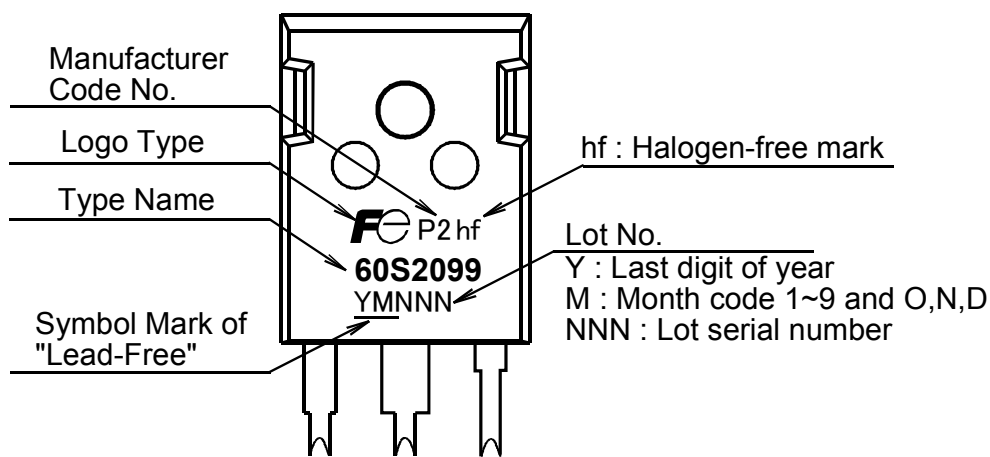 Manufacturer
Code No.
Logo Type
Type Name
Symbol Mark of
"Lead-Free"
Fe P2 hf
60S2099
YMNNN
hf : Halogen-free mark
Lot No.
Y : Last digit of year
M : Month code 1~9 and O,N,D
NNN : Lot serial number